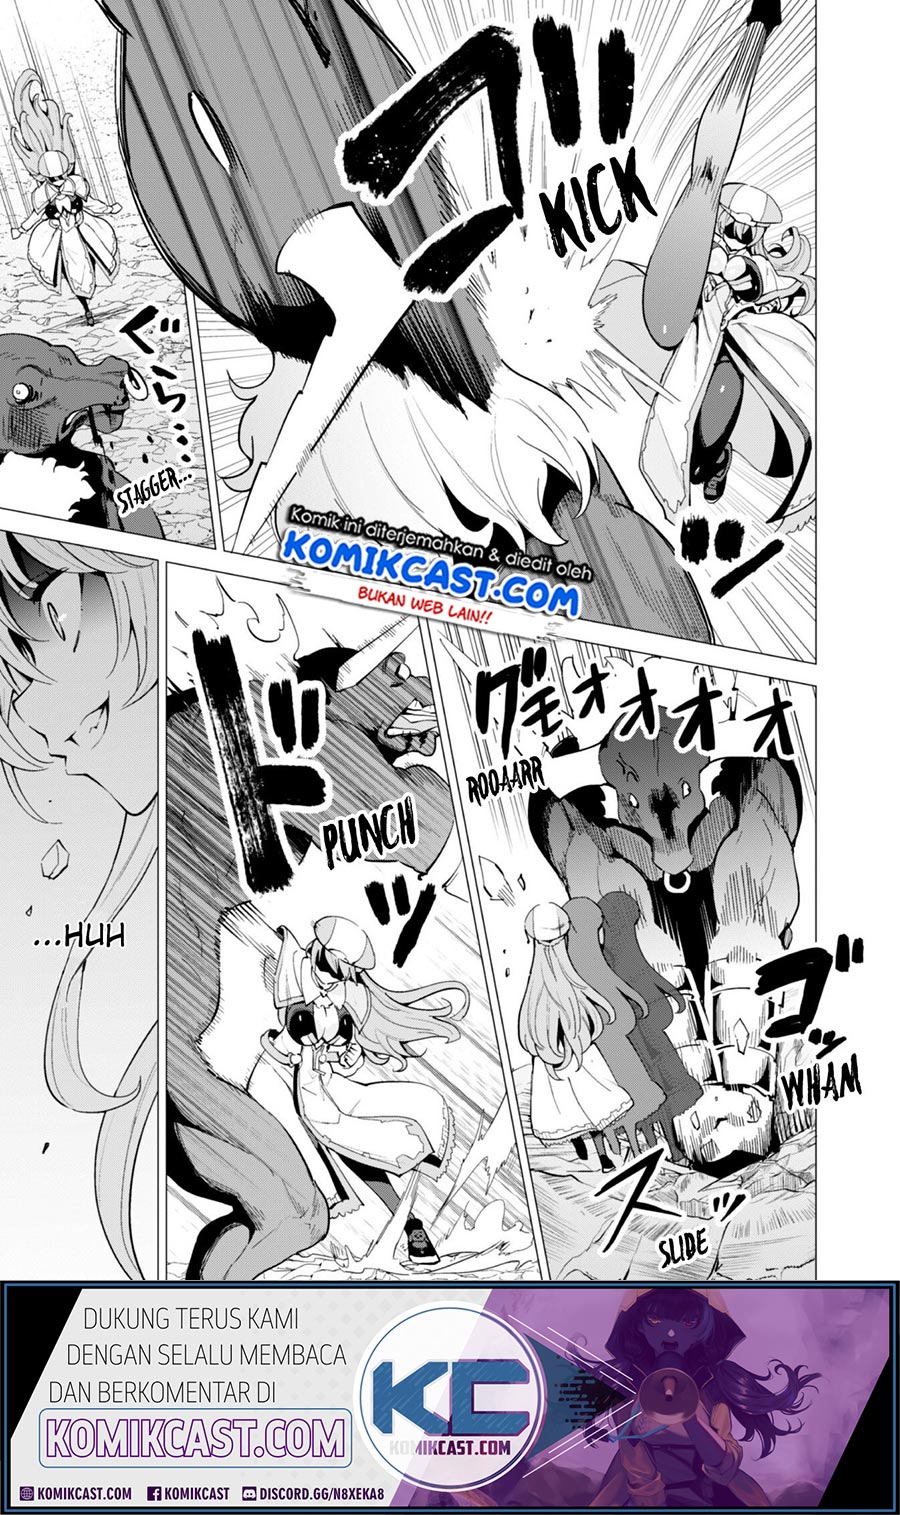 ゴッ
KICK
ぐらっ…
STAGGER...
Komik ini diterjemahkan & diedit oleh
KOMIKCAST.COM
BUKAN WEB LAIN!!
グモオオオオ
ROOAARR
ゴッ
WHAM
スッ
SLIDE
ドッ
PUNCH
...HUH
DUKUNG TERUS KAMI
DENGAN SELALU MEMBACA
DAN BERKOMENTAR DI
KOMIKCAST.COM
KC
KOMIKCAST.COM
KOMIKCAST.COM KOMIKCAST DISCORD.GG/N8XEKA8